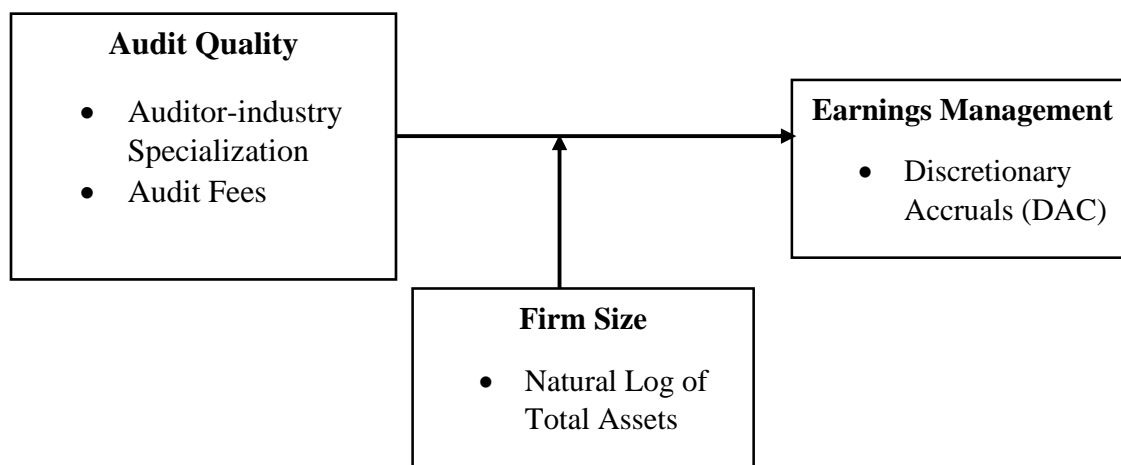 Audit Quality
• Auditor-industry
Specialization
• Audit Fees
Earnings Management
• Discretionary
Accruals (DAC)
Firm Size
• Natural Log of
Total Assets